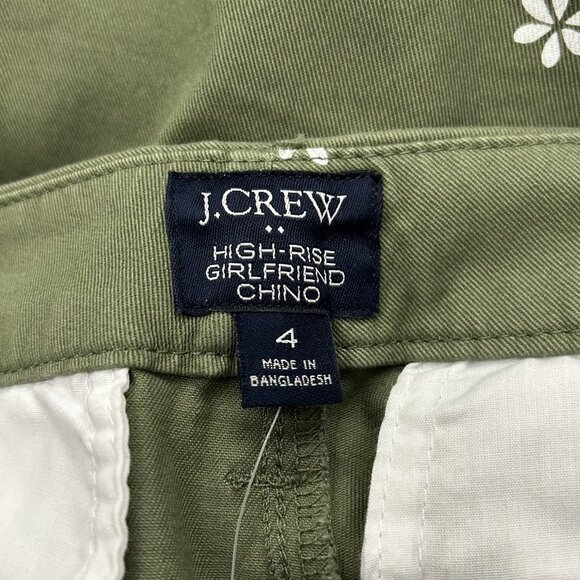 J.CREW
HIGH-RISE
GIRLFRIEND
CHINO
4
MADE IN
BANGLADESH